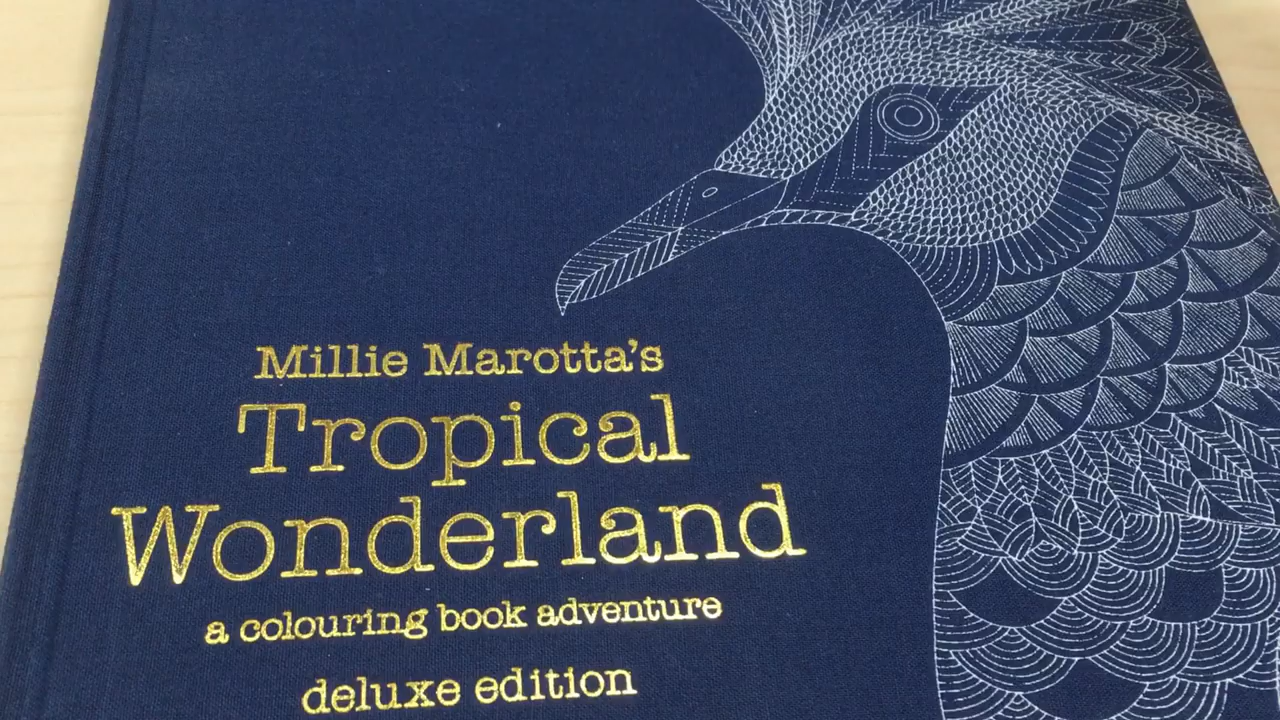 Millie Marotta's
Tropical
Wonderland
a colouring book adventure
deluxe edition